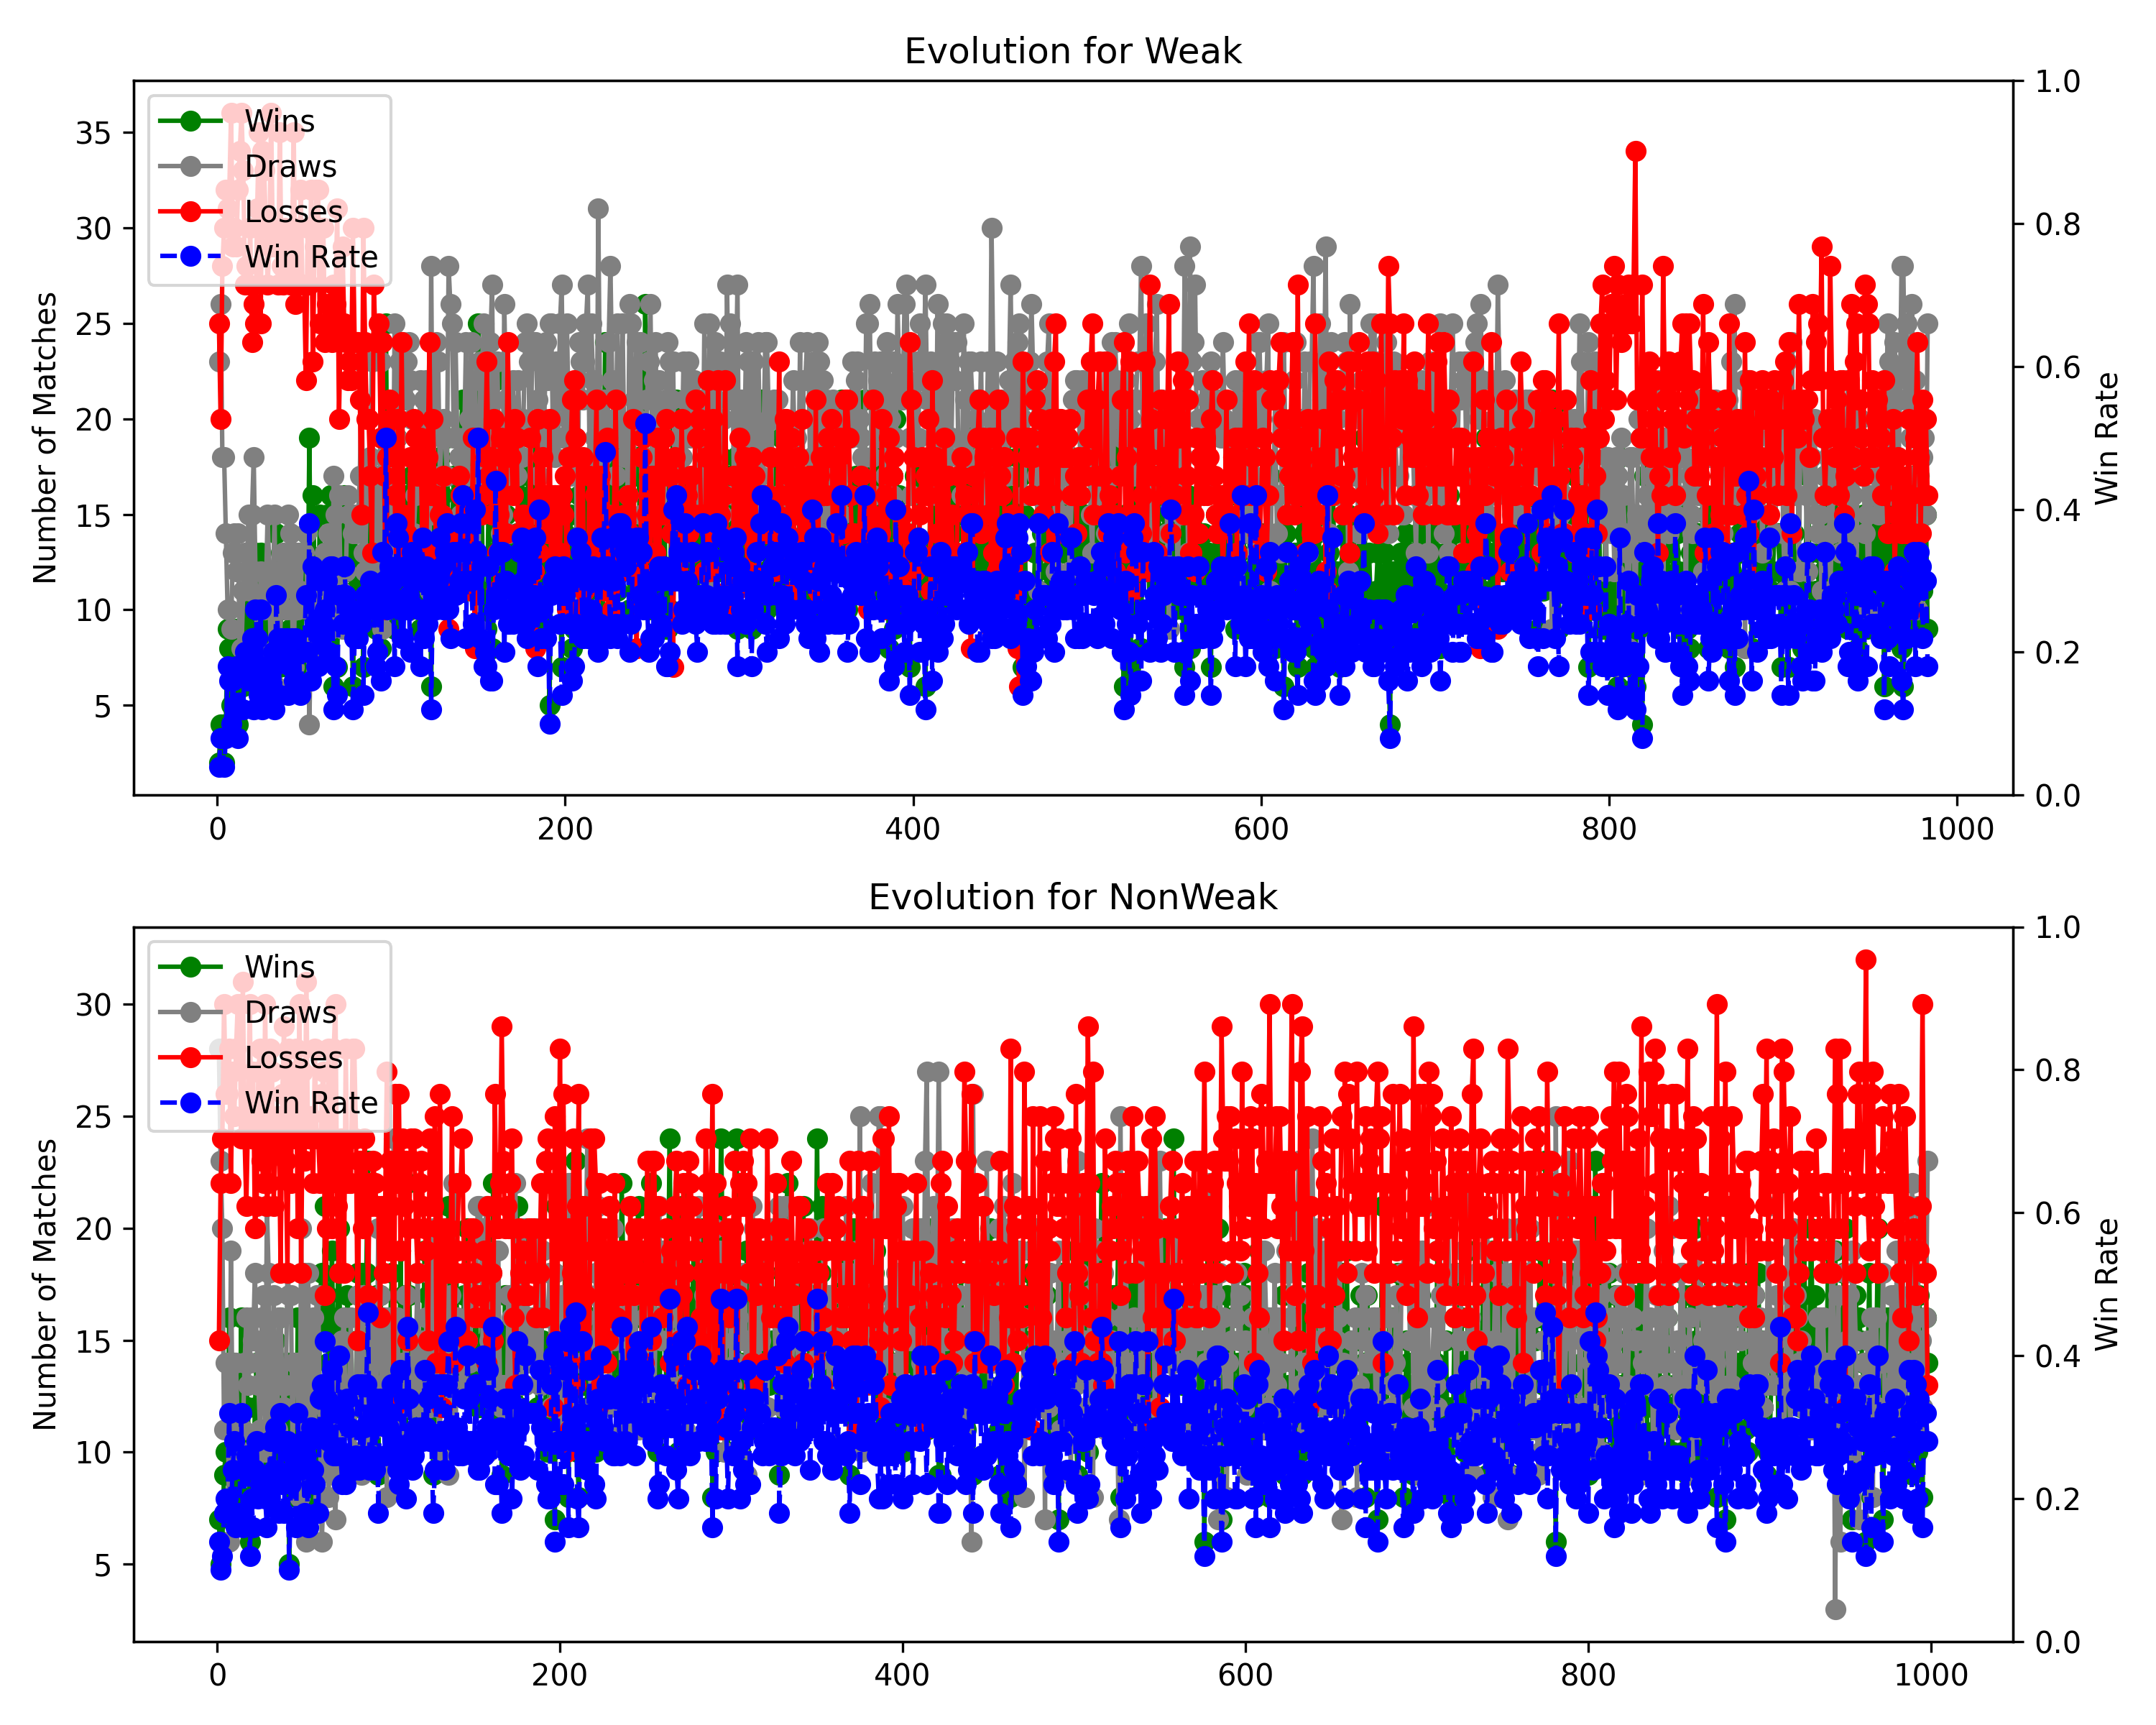 Evolution for Weak
Wins
Draws
Losses
Win Rate
35
30
25
20
15
10
5
Number of Matches
1.0
0.8
0.6
0.4
0.2
0.0
Win Rate
0 200 400 600 800 1000
Evolution for NonWeak
Wins
Draws
Losses
Win Rate
30
25
20
15
10
5
Number of Matches
1.0
0.8
0.6
0.4
0.2
0.0
Win Rate
0 200 400 600 800 1000